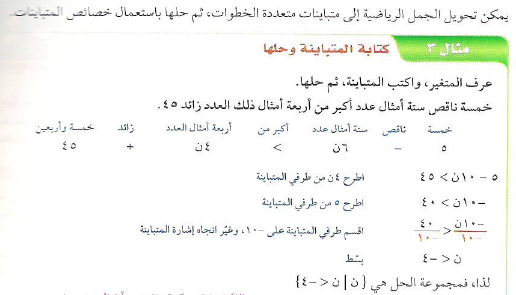 يمكن تحويل الجمل الرياضية إلى متباينات متعددة الخطوات، ثم حلها باستعمال خصائص المتباينات.
مثال ٣ كتابة المتباينة وحلها
عرف المتغير، واكتب المتباينة، ثم حلها.
خمسة ناقص ستة أمثال عدد أكبر من أربعة أمثال ذلك العدد زائد ٤٥.
خمسة ناقص ستة أمثال عدد أكبر من أربعة أمثال العدد زائد خمسة وأربعين
٥ - ٦ن > ٤ن + ٤٥
٥ - ١٠ن > ٤٥ اطرح ٤ن من طرفي المتباينة
-١٠ن > ٤٠ اطرح ٥ من طرفي المتباينة
-١٠ن/-١٠ < ٤٠/-١٠ اقسم طرفي المتباينة على -١٠، وغيّر اتجاه إشارة المتباينة
ن < -٤ بسّط
لذا، فمجموعة الحل هي {ن | ن < -٤}